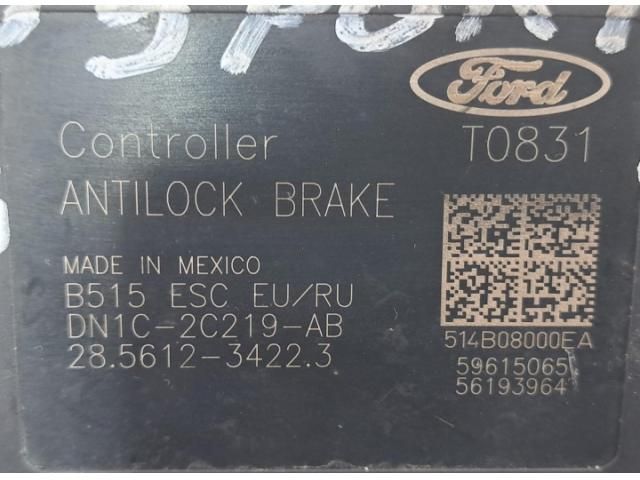 Ford
Controller T0831
ANTILOCK BRAKE
MADE IN MEXICO
B515 ESC EU/RU
DN1C-2C219-AB
28.5612-3422.3
514B08000EA
59615065
56193964